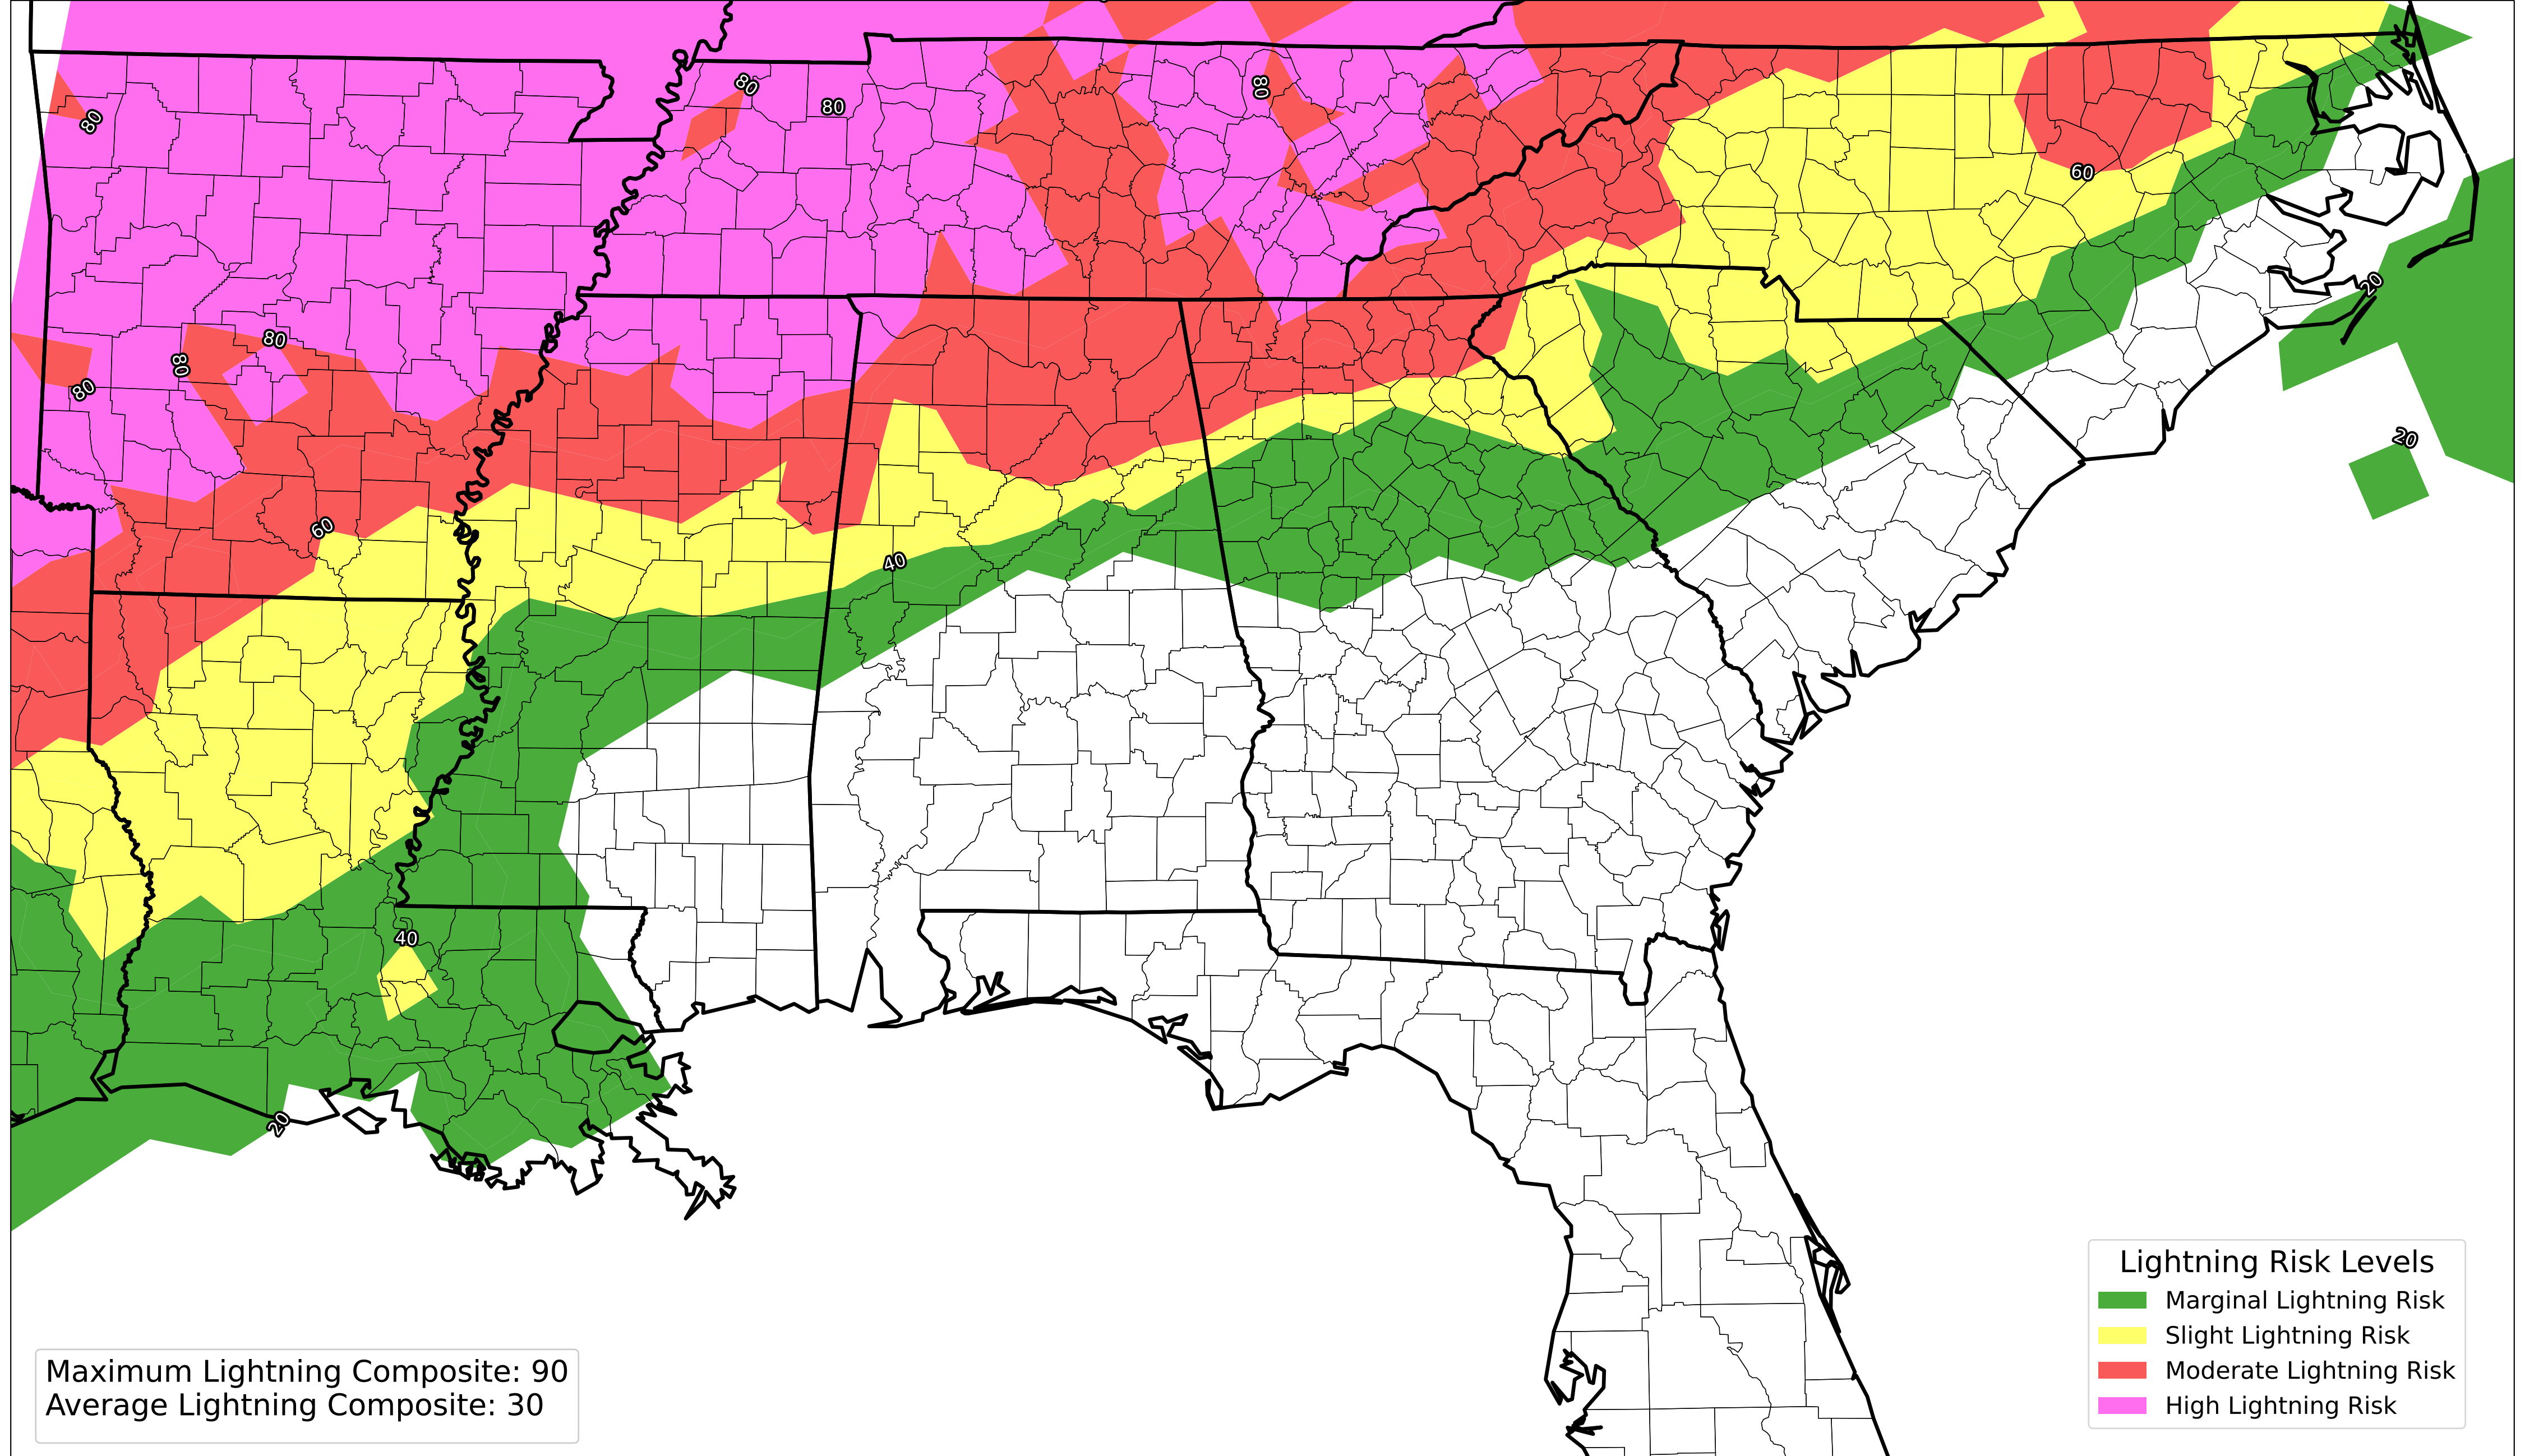 80
80
80
80
80
80
80
60
60
20
20
40
40
20
Lightning Risk Levels
Marginal Lightning Risk
Slight Lightning Risk
Moderate Lightning Risk
High Lightning Risk
Maximum Lightning Composite: 90
Average Lightning Composite: 30